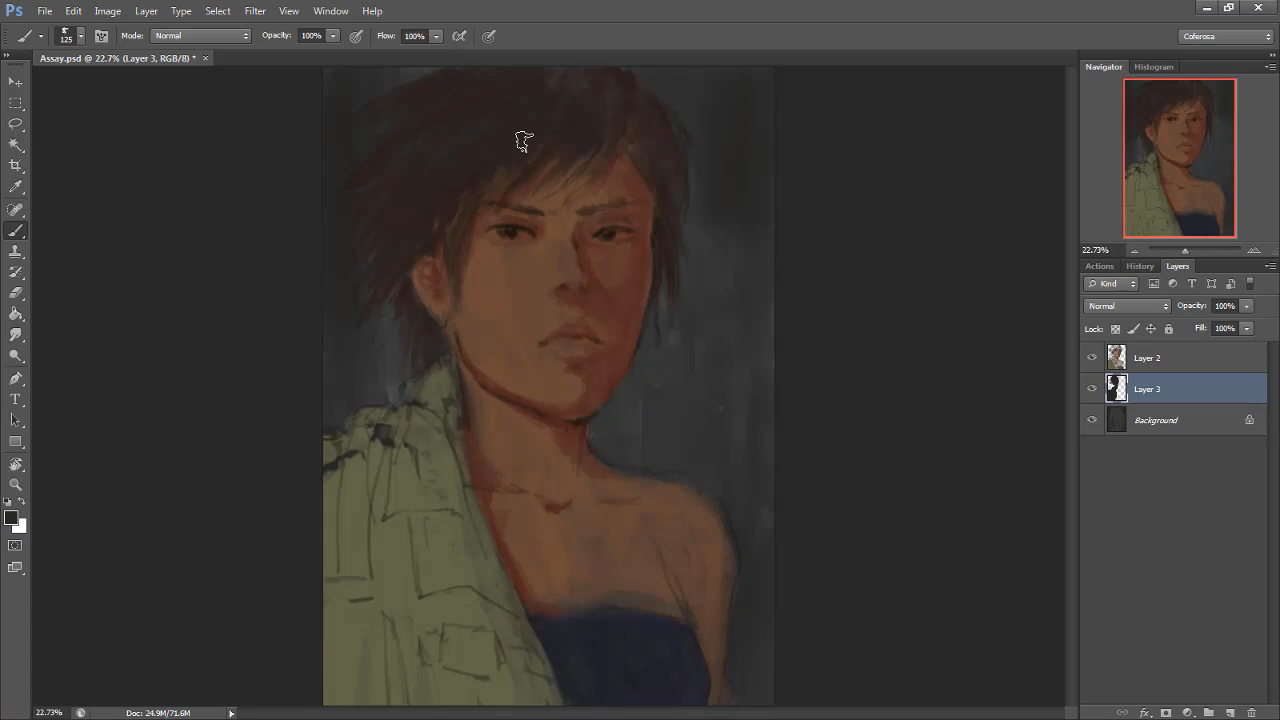 Ps File Edit Image Layer Type Select Filter View Window Help
125 Mode: Normal Opacity: 100% Flow: 100% Coferosa
Assay.psd @ 22.7% (Layer 3, RGB/8) * ×
Navigator Histogram
22.73%
Actions History Layers
Kind T
Normal Opacity: 100%
Lock: Fill: 100%
Layer 2
Layer 3
Background
T
22.73% Doc: 24.9M/71.6M fx